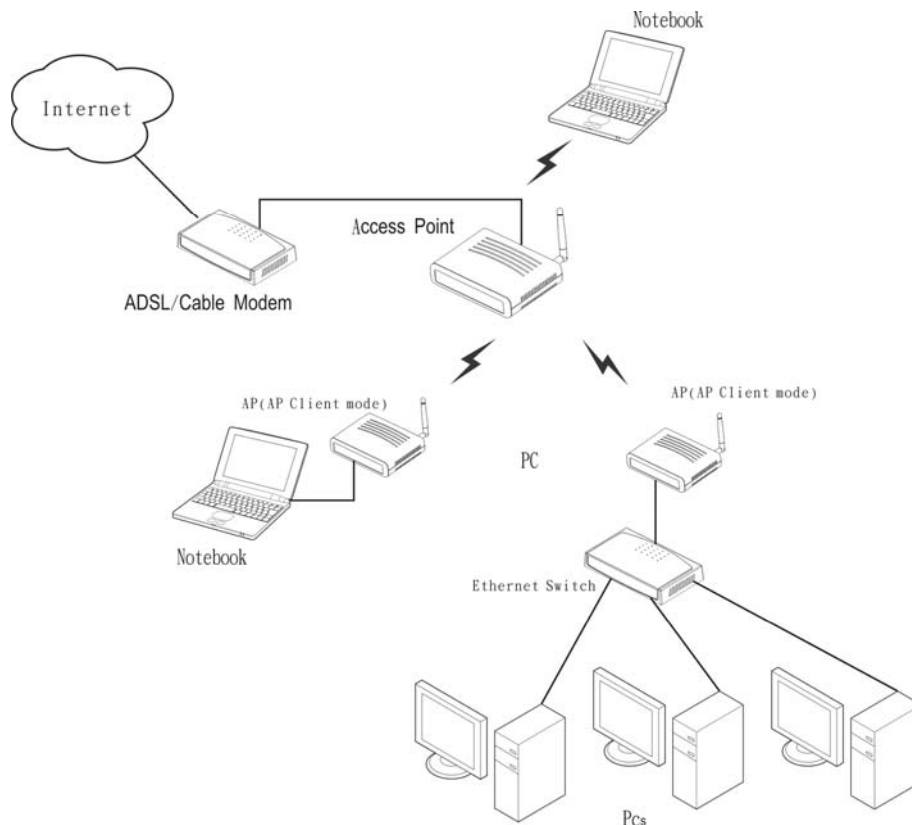 Notebook
Internet
Access Point
ADSL/Cable Modem
AP(AP Client mode)
AP(AP Client mode)
PC
Notebook
Ethernet Switch
Pcs